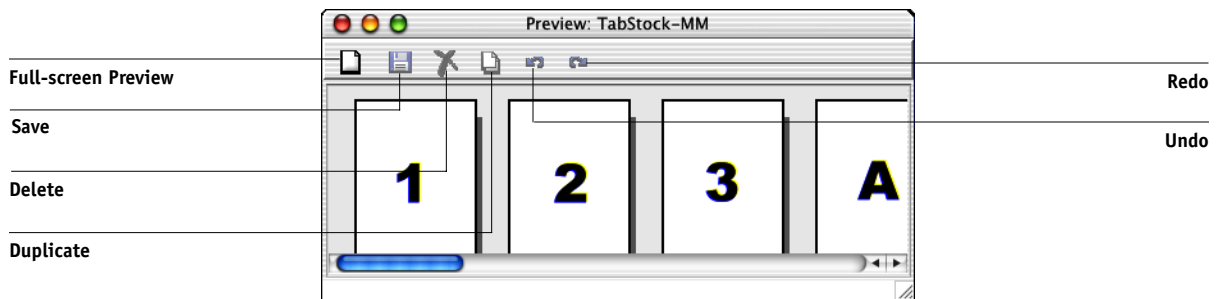 Preview: TabStock-MM
Full-screen Preview
Redo
Save
Undo
1 2 3 A
Delete
Duplicate